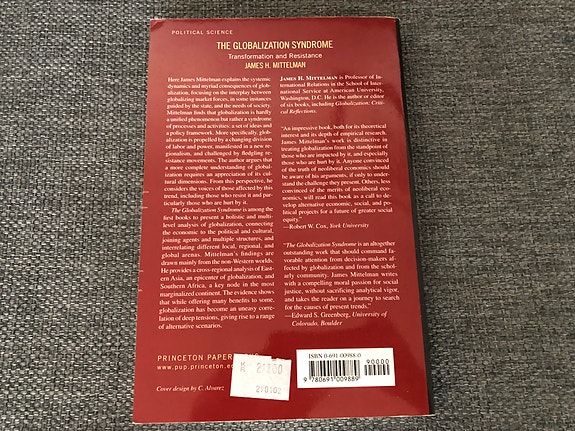 POLITICAL SCIENCE
THE GLOBALIZATION SYNDROME
Transformation and Resistance
JAMES H. MITTELMAN
Here James Mittelman explains the systemic
dynamics and myriad consequences of glob-
alization, focusing on the interplay between
globalizing market forces, in some instances
guided by the state, and the needs of society.
Mittelman finds that globalization is hardly
a unified phenomenon but rather a syndrome
of processes and activities: a set of ideas and
a policy framework. More specifically, glob-
alization is propelled by a changing division
of labor and power, manifested in a new re-
gionalism, and challenged by fledgling re-
sistance movements. The author argues that
a more complete understanding of global-
ization requires an appreciation of its cul-
tural dimensions. From this perspective, he
considers the voices of those affected by this
trend, including those who resist it and par-
ticularly those who are hurt by it.
The Globalization Syndrome is among the
first books to present a holistic and multi-
level analysis of globalization, connecting
the economic to the political and cultural,
joining agents and multiple structures, and
interrelating different local, regional, and
global arenas. Mittelman's findings are
drawn mainly from the non-Western worlds.
He provides a cross-regional analysis of East-
ern Asia, an epicenter of globalization, and
Southern Africa, a key node in the most
marginalized continent. The evidence shows
that while offering many benefits to some,
globalization has become an uneasy corre-
lation of deep tensions, giving rise to a range
of alternative scenarios.
JAMES H. MITTELMAN is Professor of In-
ternational Relations in the School of Inter-
national Service at American University,
Washington, D.C. He is the author or editor
of six books, including Globalization: Criti-
cal Reflections.
"An impressive book, both for its theoretical
interest and its depth of empirical research.
James Mittelman's work is distinctive in
treating globalization from the standpoint of
those who are impacted by it, and especially
those who are hurt by it. Anyone convinced
of the truth of neoliberal economics should
be aware of his arguments, if only to under-
stand the challenge they present. Others, less
convinced of the merits of neoliberal econom-
ics, will read this book as a call to de-
velop alternative economic, social, and po-
litical projects for a future of greater social
equity."
—Robert W. Cox, York University
"The Globalization Syndrome is an altogether
outstanding work that should command fa-
vorable attention from decision-makers af-
fected by globalization and from the schol-
arly community. James Mittelman writes
with a compelling moral passion for social
justice, without sacrificing analytical vigor,
and takes the reader on a journey to search
for the causes of present trends."
—Edward S. Greenberg, University of
Colorado, Boulder
PRINCETON PAPER
www.pup.princeton.ed
Cover design by C. Alvarez
ISBN 0-691-00988-0
90000
9 780691 009889